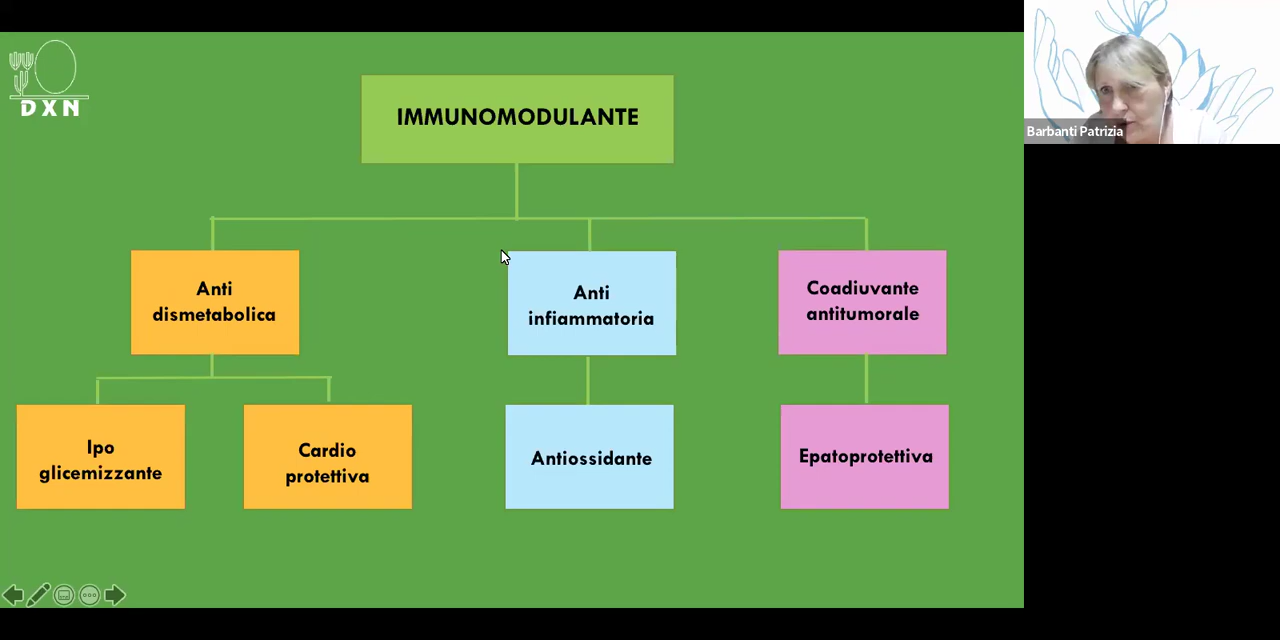 DXN
IMMUNOMODULANTE
Barbanti Patrizia
Anti
dismetabolica
Anti
infiammatoria
Coadiuvante
antitumorale
Ipo
glicemizzante
Cardio
protettiva
Antiossidante
Epatoprotettiva